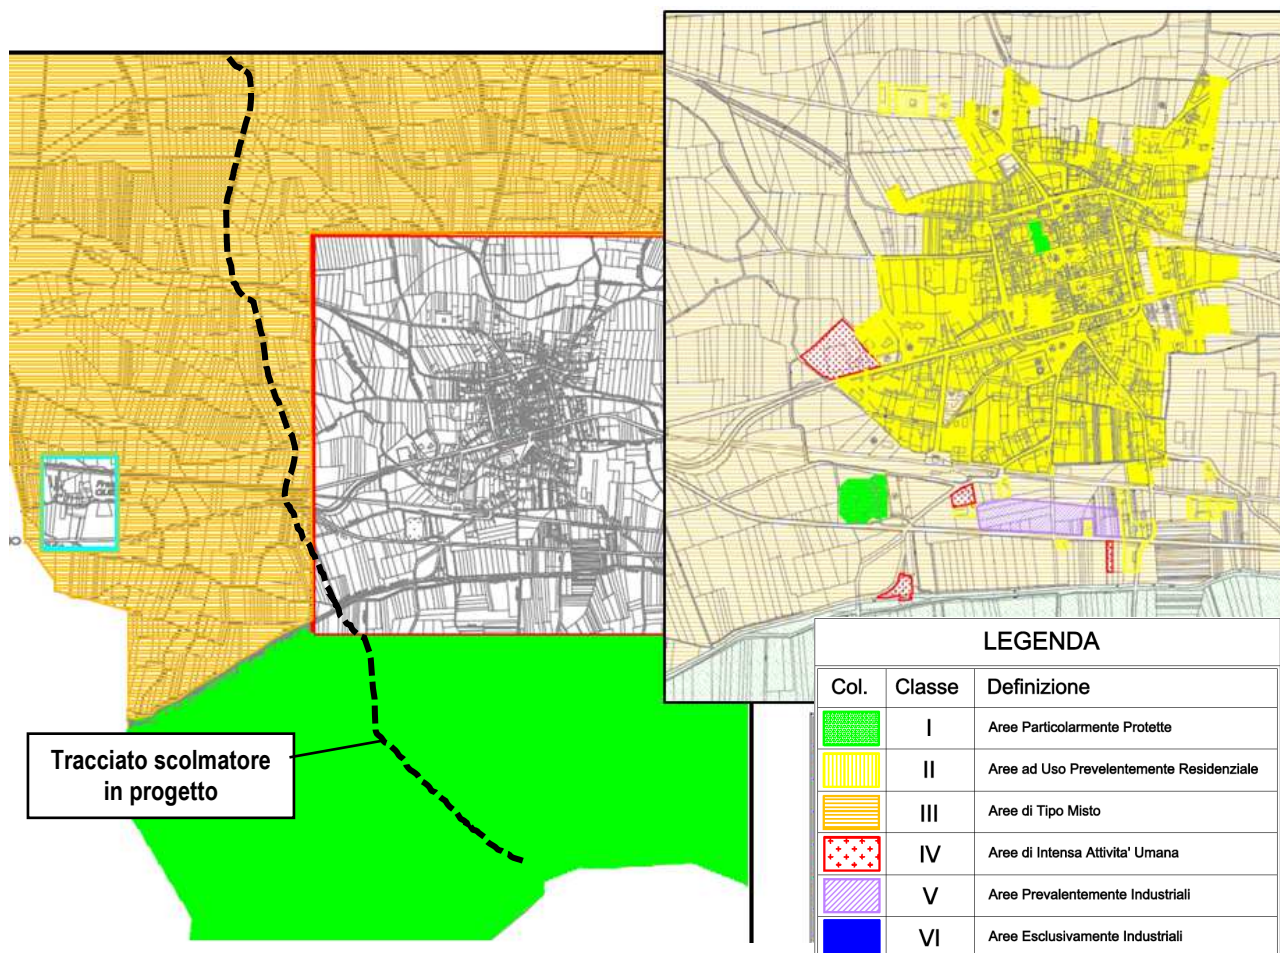 Tracciato scolmatore
in progetto
LEGENDA
Col. Classe Definizione
I Aree Particolarmente Protette
II Aree ad Uso Prevelentemente Residenziale
III Aree di Tipo Misto
IV Aree di Intensa Attivita' Umana
V Aree Prevalentemente Industriali
VI Aree Esclusivamente Industriali